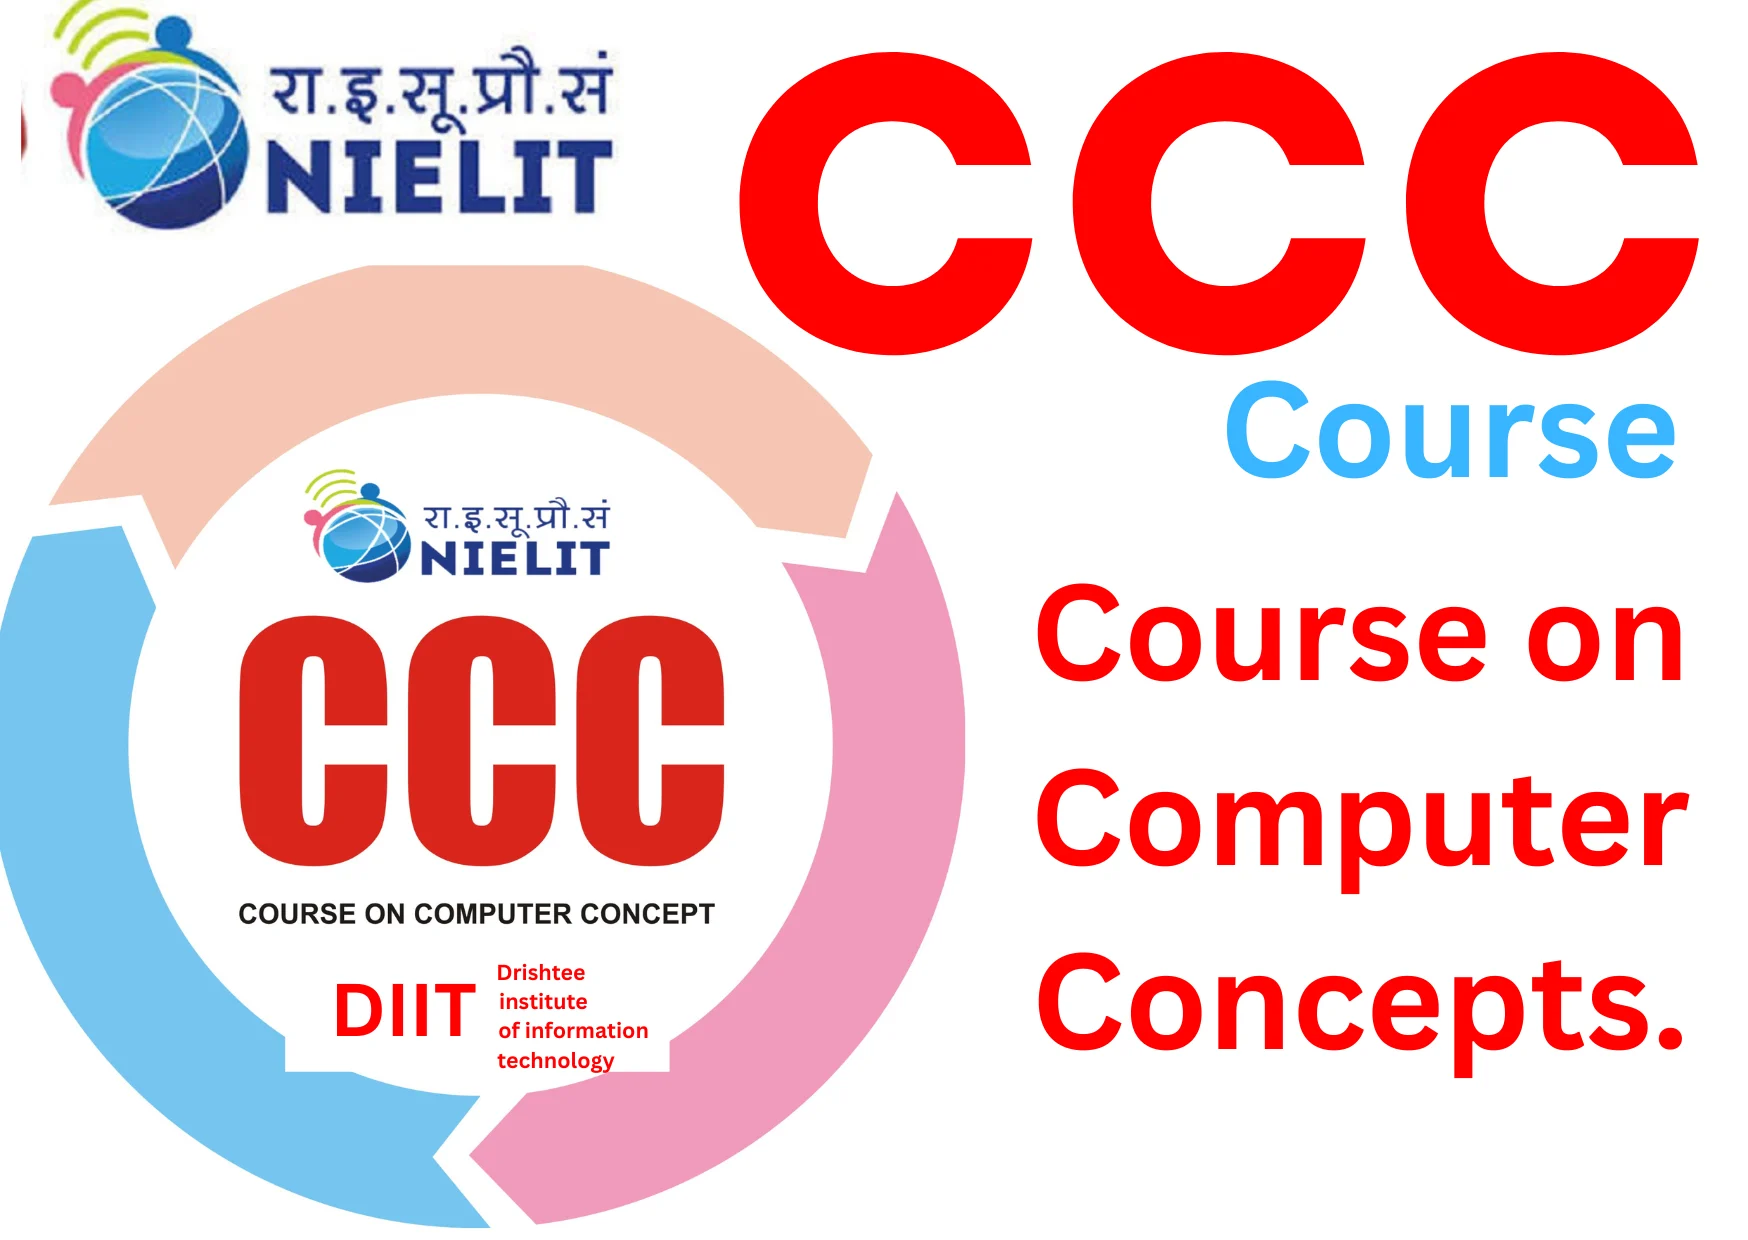 रा.इ.सू.प्रौ.सं
NIELIT
CCC
Course
Course on
Computer
Concepts.
रा.इ.सू.प्रौ.सं
NIELIT
CCC
COURSE ON COMPUTER CONCEPT
DIIT
Drishtee
institute
of information
technology